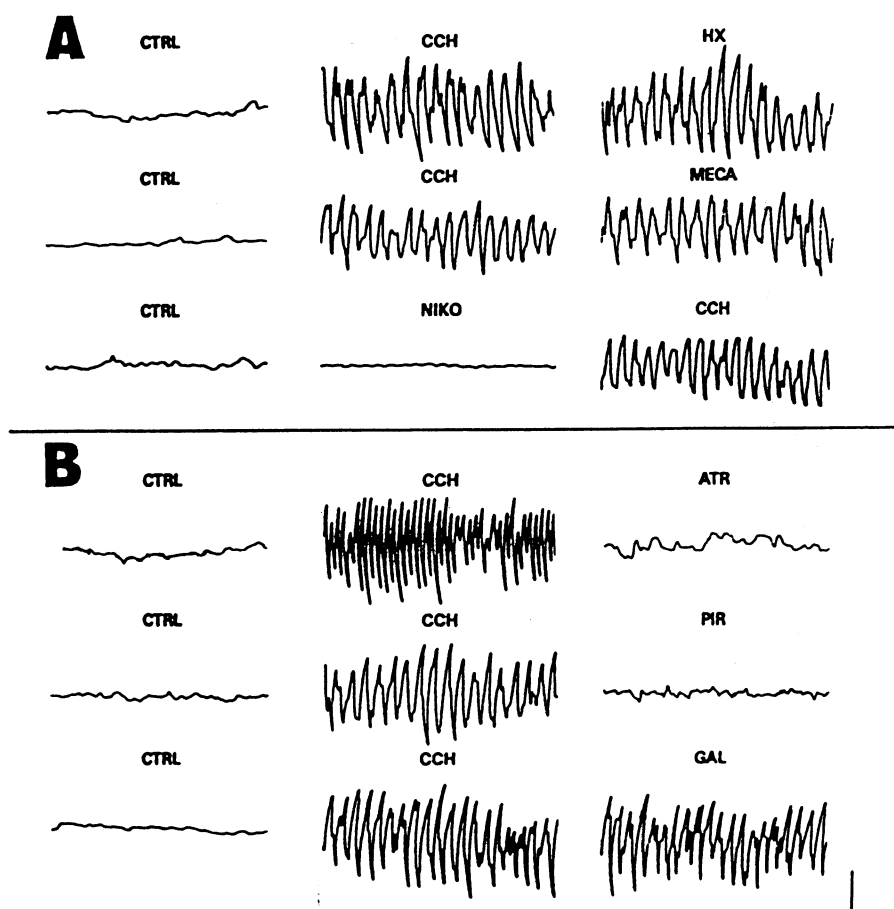 A
CTRL CCH HX
CTRL CCH MECA
CTRL NIKO CCH
B
CTRL CCH ATR
CTRL CCH PIR
CTRL CCH GAL